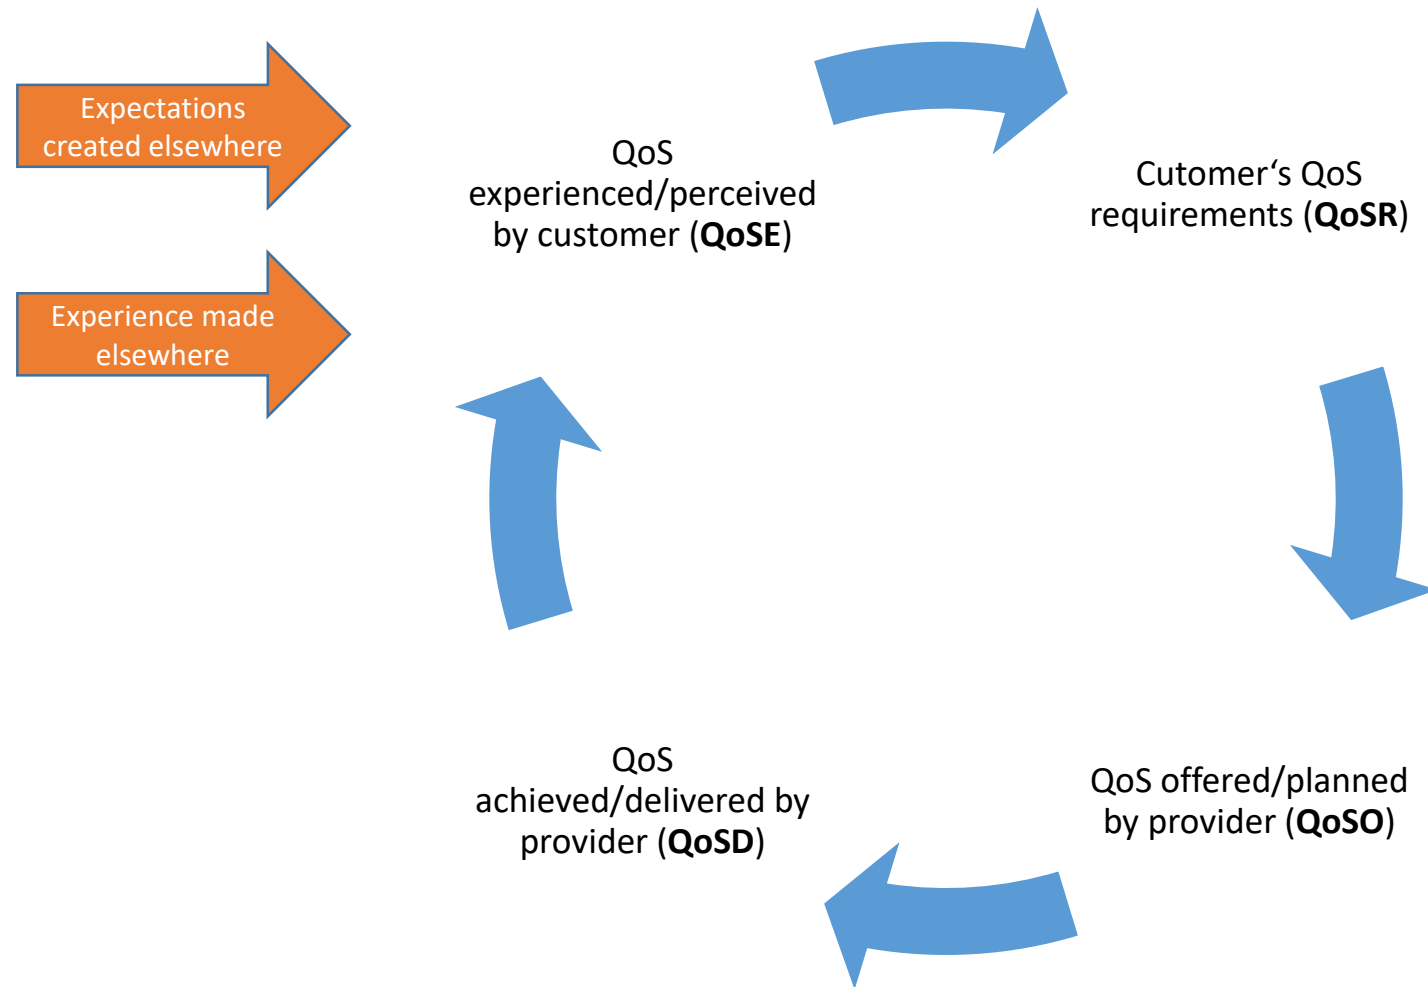 Expectations
created elsewhere
Experience made
elsewhere
QoS
experienced/perceived
by customer (QoSE)
Cutomer‘s QoS
requirements (QoSR)
QoS
achieved/delivered by
provider (QoSD)
QoS offered/planned
by provider (QoSO)